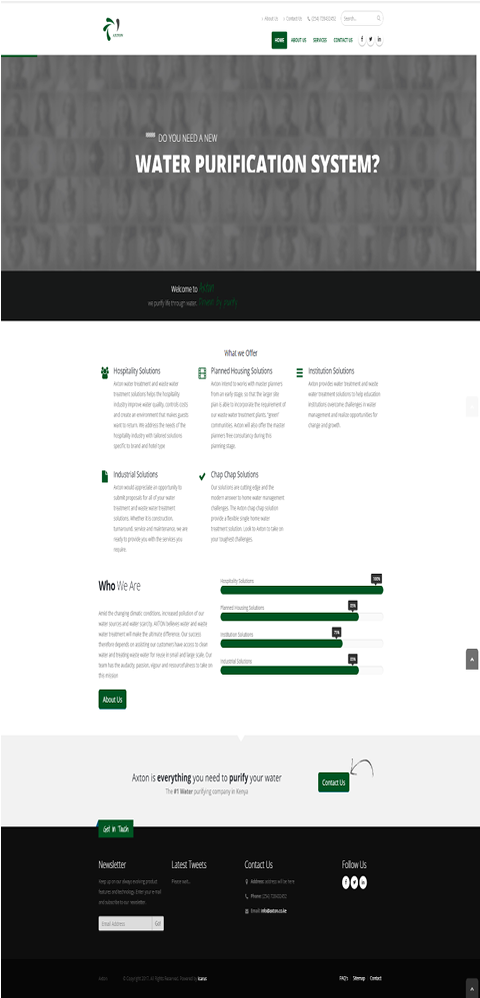 About Us
Contact Us
Search...
HOME
ABOUT US
SERVICES
CONTACT US
DO YOU NEED A NEW
WATER PURIFICATION SYSTEM?
Welcome to Axton
we purify life through water.
What we Offer
Hospitality Solutions
Axton water treatment and waste water
treatment solutions helps the hospitality
industry improve water quality, controls costs
and create an environment that makes guests
want to return. We address the needs of the
hospitality industry with tailored solutions
specific to brand and hotel type
Planned Housing Solutions
Axton intend to works with master planners
from an early stage, so that the larger site
plan is able to incorporate the requirement of
our waste water treatment plants. "green"
communities. Axton will also offer the master
planners free consultancy during this
planning stage.
Institution Solutions
Axton provides water treatment and waste
water treatment solutions to help education
institutions overcome challenges in water
management and realize opportunities for
change and growth.
Industrial Solutions
Axton would appreciate an opportunity to
submit proposals for all of your water
treatment and waste water treatment
solutions. Whether it is construction,
turnaround, service and maintenance, we are
ready to provide you with the services you
require.
Chap Chap Solutions
Our solutions are cutting edge and the
modern answer to home water management
challenges. The Axton chap chap solution
provide a flexible single home water
treatment solution. Look to Axton to take on
your toughest challenges.
Who We Are
Amid the changing climatic conditions, increased pollution of our
water sources and water scarcity. AXTON believes water and waste
water treatment will make the ultimate difference. Our success
therefore depends on assisting our customers have access to clean
water and treating waste water for reuse in small and large scale. Our
team has the audacity, passion, vigour and resourcefulness to take on
this mission
About Us
Hospitality Solutions
100%
Planned Housing Solutions
85%
Institution Solutions
75%
Industrial Solutions
85%
Axton is everything you need to purify your water
The #1 Water purifying company in Kenya
Contact Us
Get in Touch
Newsletter
Keep up on our always evolving product
features and technology. Enter your e-mail
and subscribe to our newsletter.
Email Address
Go!
Latest Tweets
Please wait...
Contact Us
Address: address will be here
Phone:
Email: info@axton.co.ke
Follow Us
Axton
© Copyright 2017. All Rights Reserved. Powered by Icarus
FAQ's
Sitemap
Contact